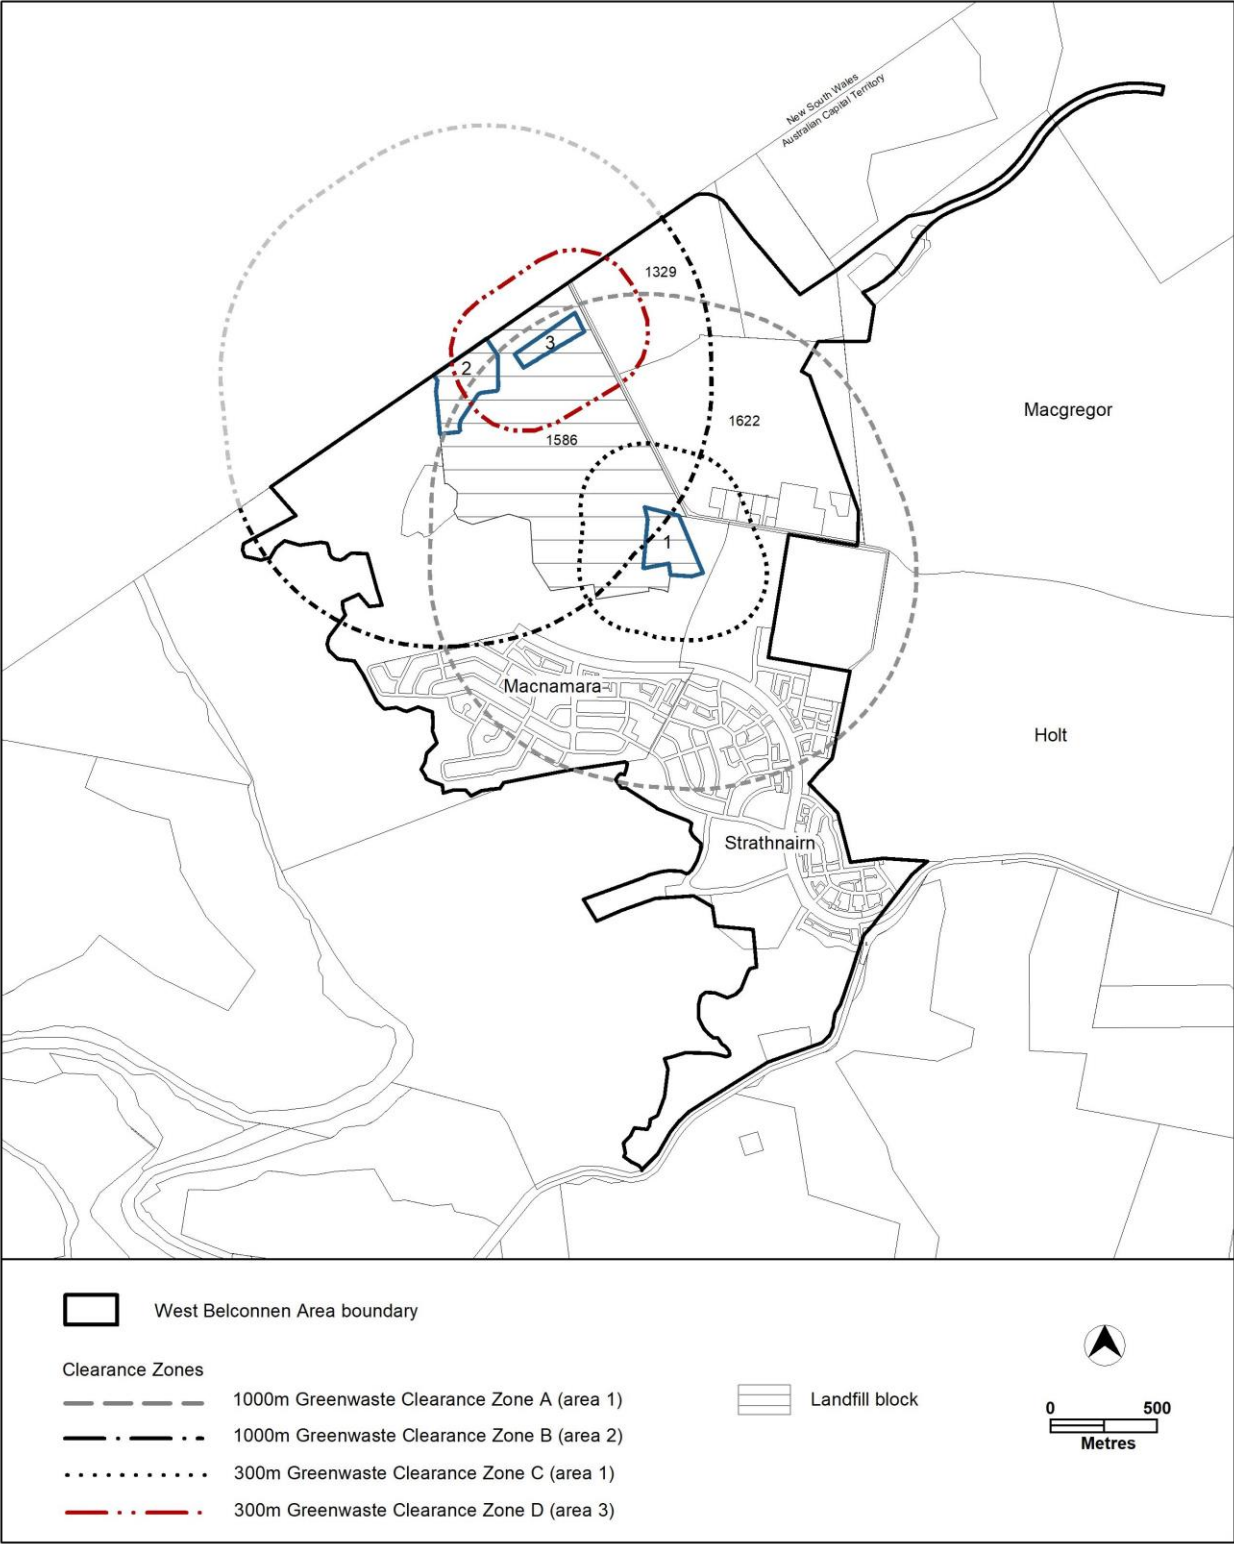 New South Wales
Australian Capital Territory
1329
3
2
1622
Macgregor
1586
1
Macnamara
Holt
Strathnairn
West Belconnen Area boundary
Clearance Zones
1000m Greenwaste Clearance Zone A (area 1)
Landfill block
0 500
1000m Greenwaste Clearance Zone B (area 2)
Metres
300m Greenwaste Clearance Zone C (area 1)
300m Greenwaste Clearance Zone D (area 3)